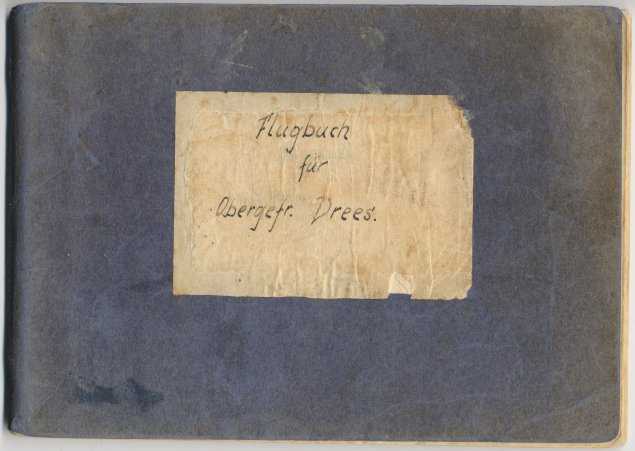 Flugbuch
für
Obergefr. Drees.